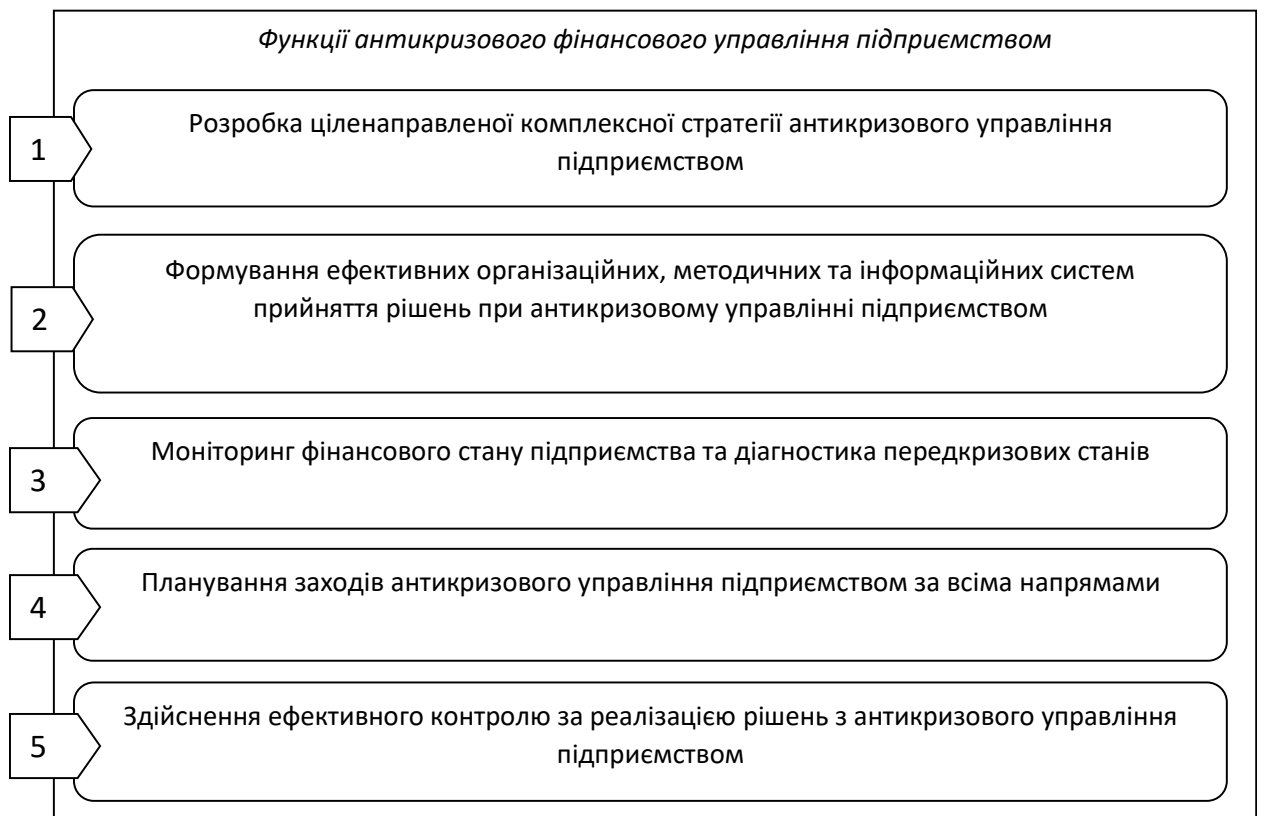 Функції антикризового фінансового управління підприємством
1
Розробка ціленаправленої комплексної стратегії антикризового управління
підприємством
2
Формування ефективних організаційних, методичних та інформаційних систем
прийняття рішень при антикризовому управлінні підприємством
3
Моніторинг фінансового стану підприємства та діагностика передкризових станів
4
Планування заходів антикризового управління підприємством за всіма напрямами
5
Здійснення ефективного контролю за реалізацією рішень з антикризового управління
підприємством